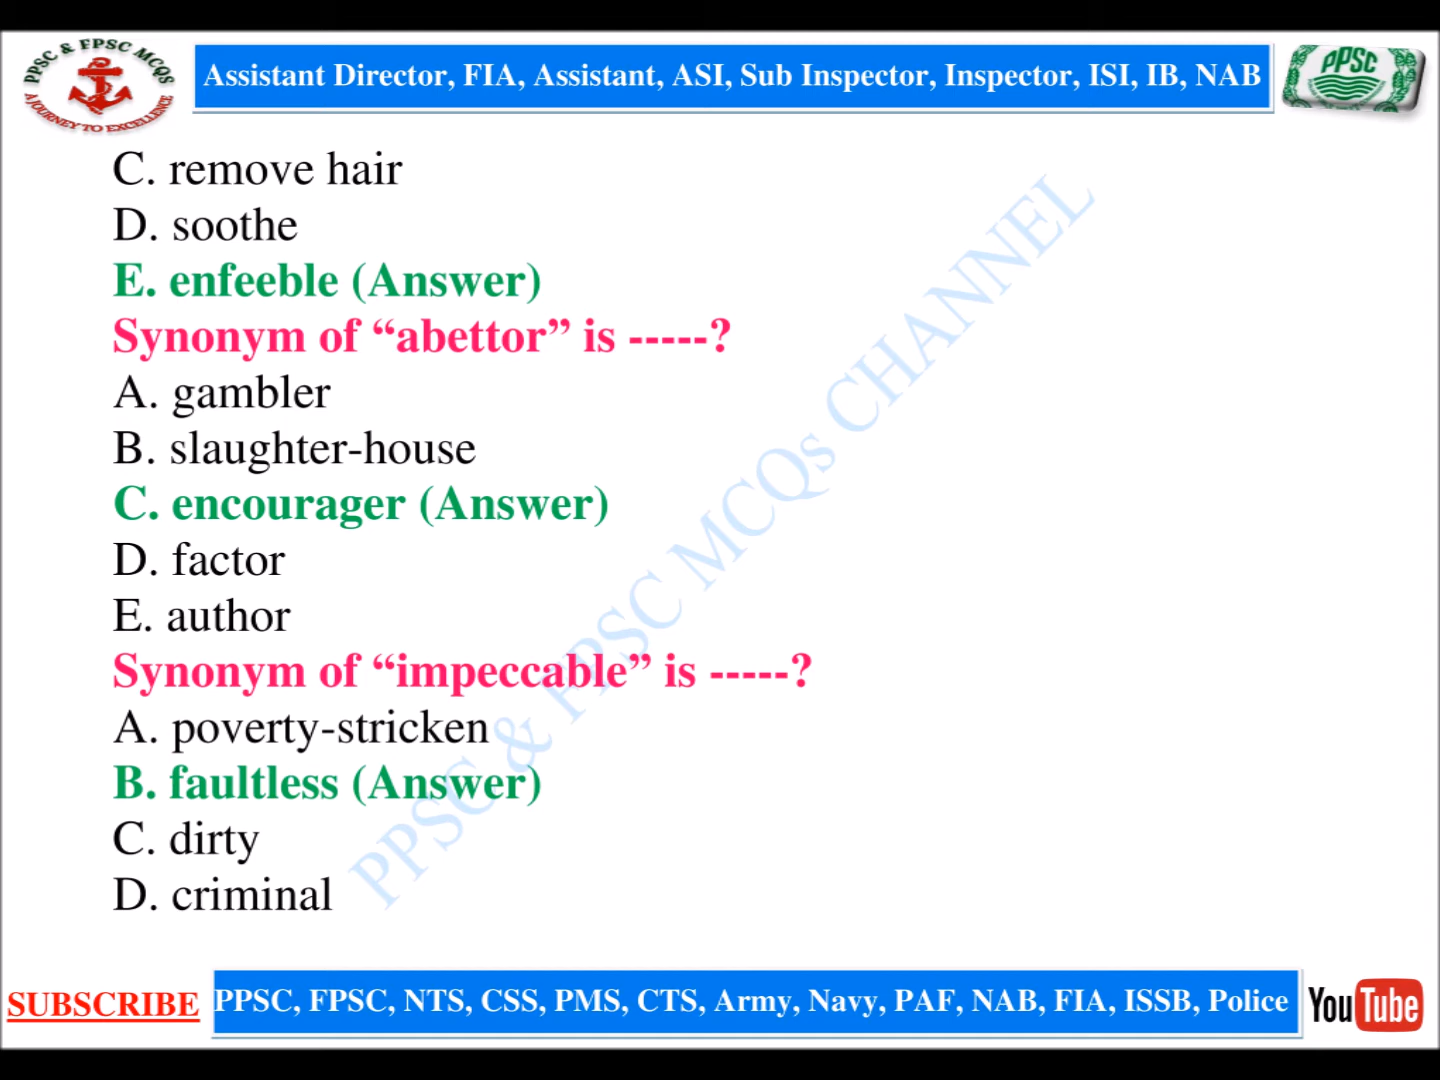 PPSC & FPSC MCQS
A JOURNEY TO EXCELLENCE
Assistant Director, FIA, Assistant, ASI, Sub Inspector, Inspector, ISI, IB, NAB
PPSC
C. remove hair
D. soothe
E. enfeeble (Answer)
Synonym of “abettor” is -----?
A. gambler
B. slaughter-house
C. encourager (Answer)
D. factor
E. author
Synonym of “impeccable” is -----?
A. poverty-stricken
B. faultless (Answer)
C. dirty
D. criminal
PPSC & FPSC MCQs CHANNEL
SUBSCRIBE
PPSC, FPSC, NTS, CSS, PMS, CTS, Army, Navy, PAF, NAB, FIA, ISSB, Police
YouTube